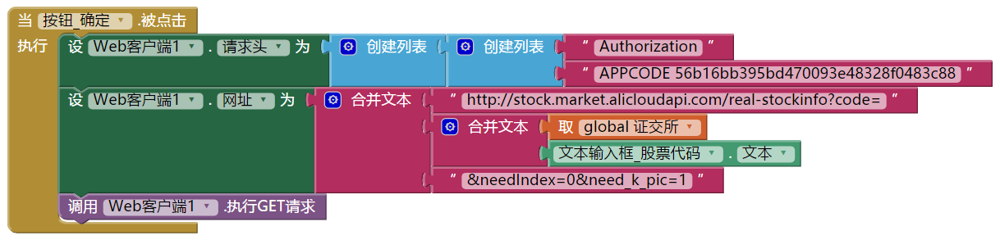 当 按钮_确定 .被点击
执行 设 Web客户端1 . 请求头 为 创建列表 创建列表 " Authorization "
" APPCODE 56b16bb395bd470093e48328f0483c88 "
设 Web客户端1 . 网址 为 合并文本 " http://stock.market.alicloudapi.com/real-stockinfo?code= "
合并文本 取 global 证交所
文本输入框_股票代码 . 文本
" &needIndex=0&need_k_pic=1 "
调用 Web客户端1 .执行GET请求